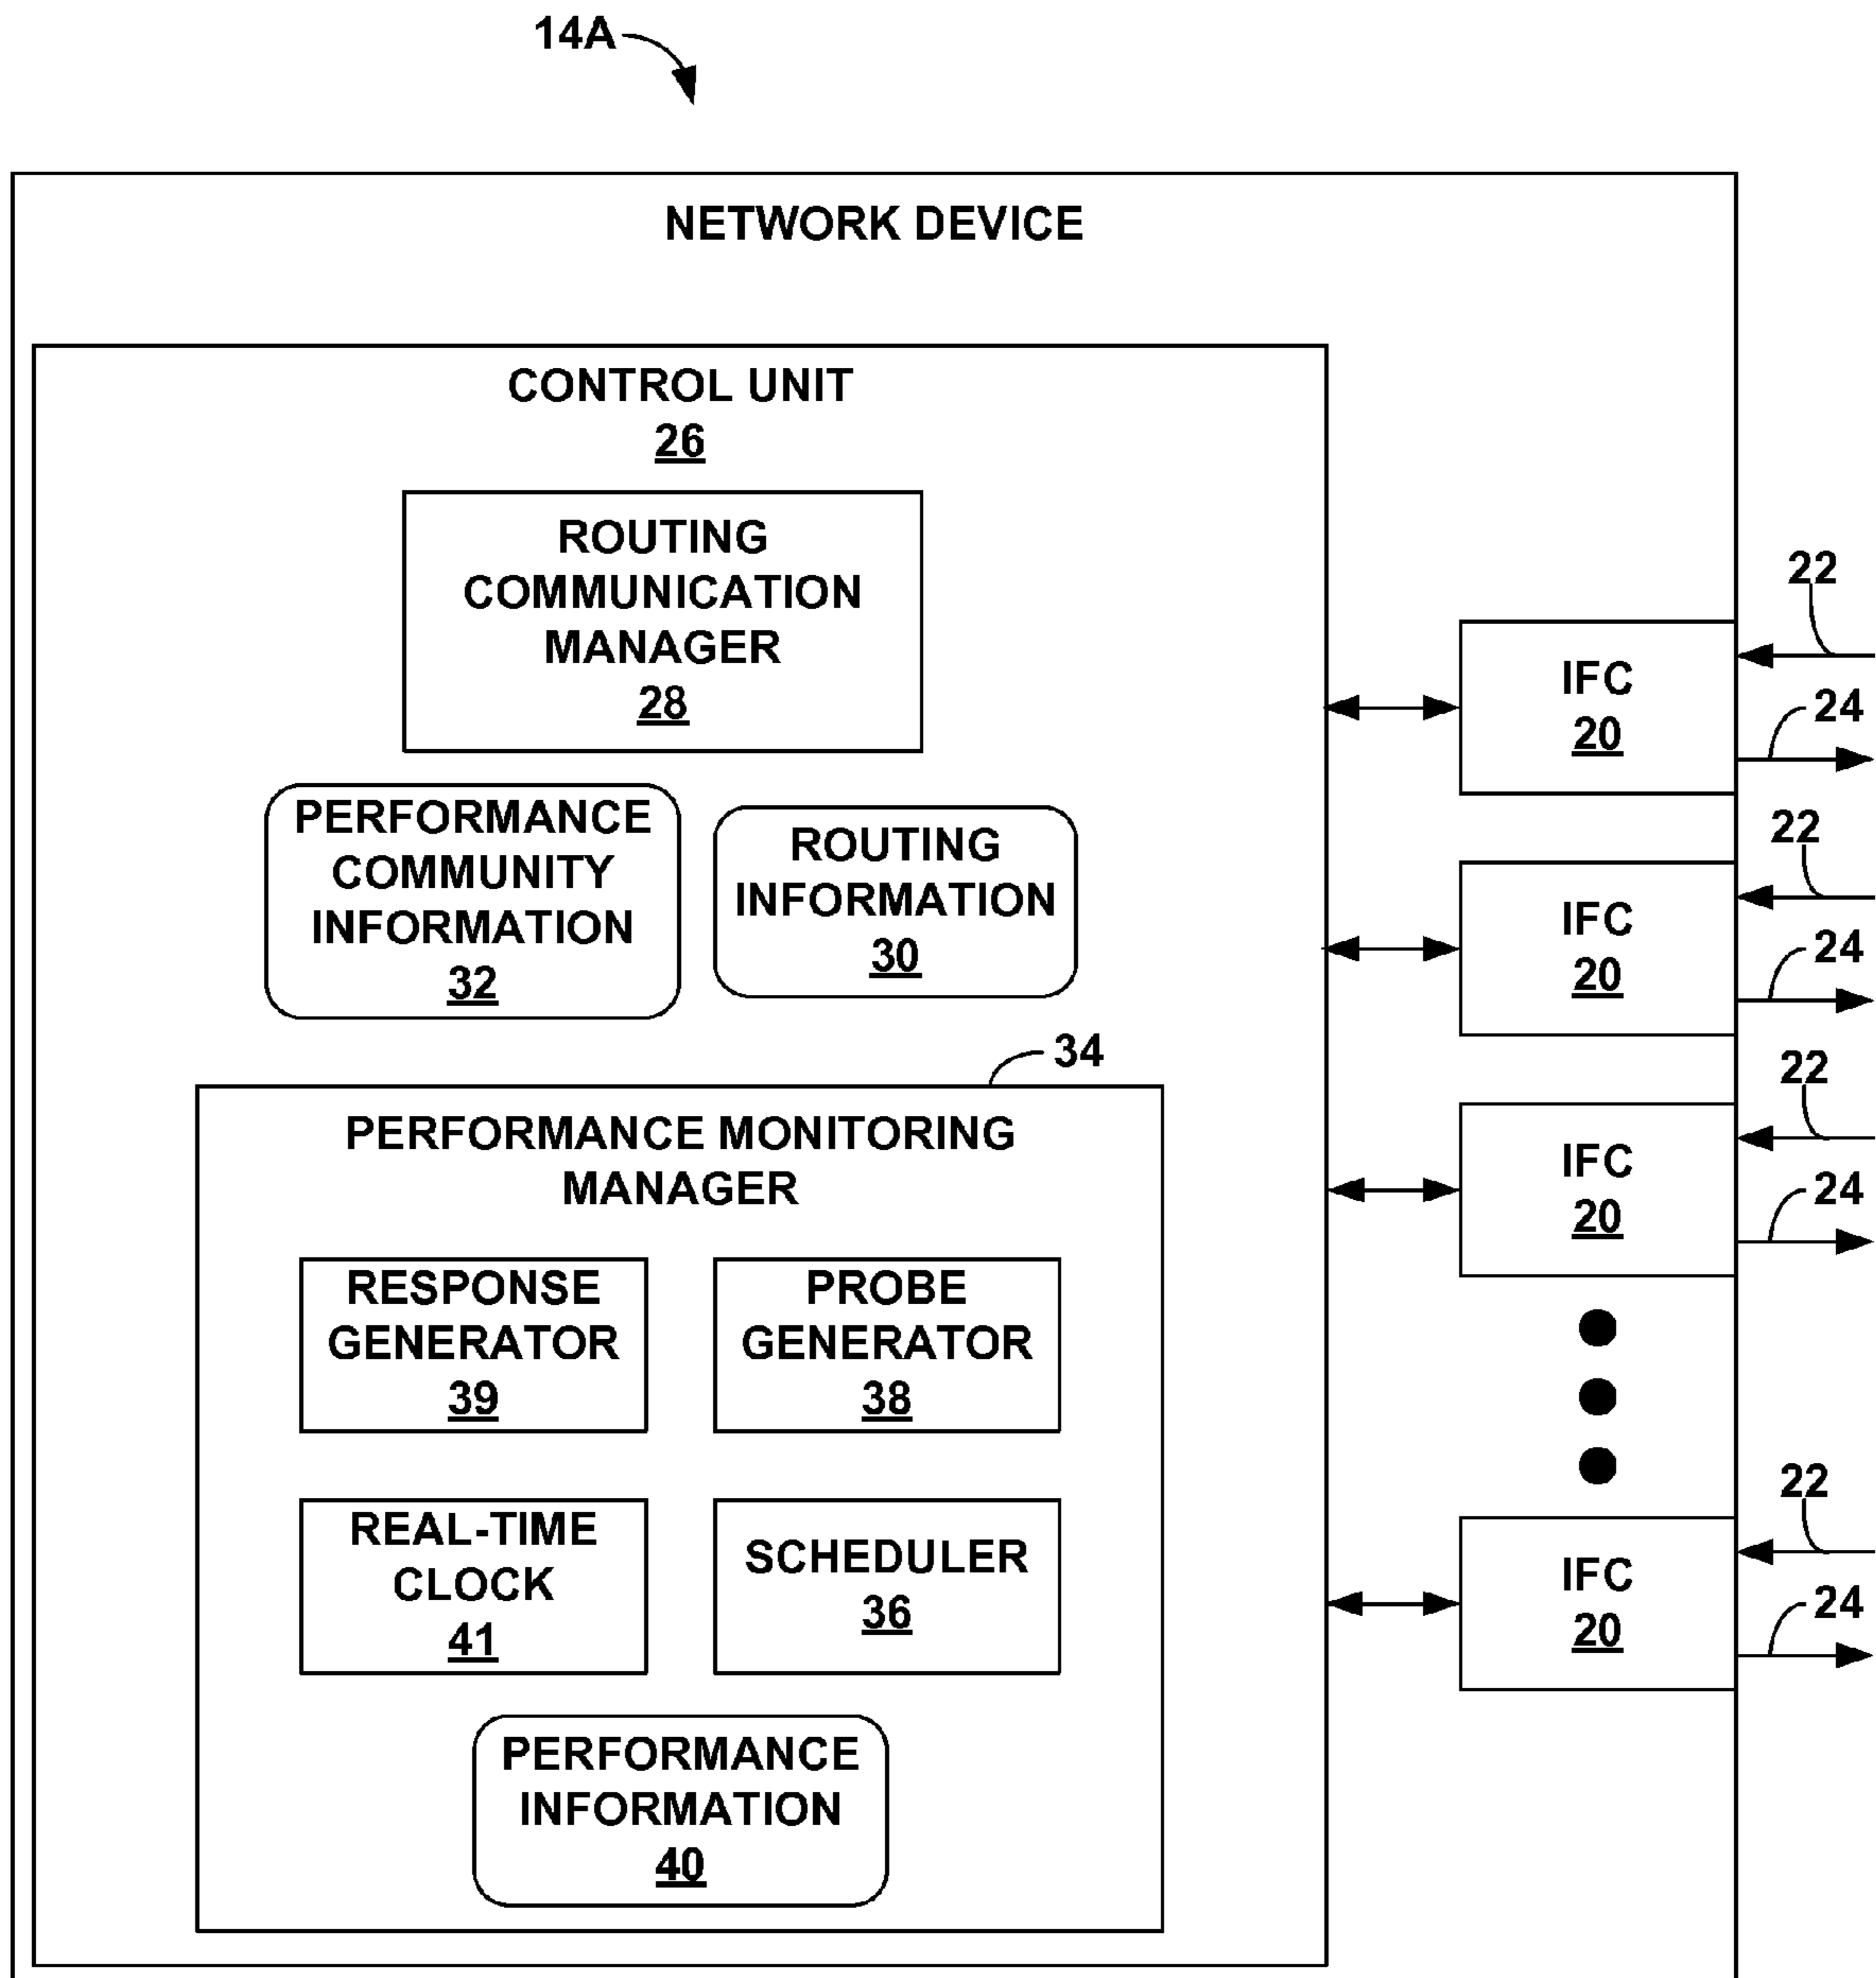 14A
NETWORK DEVICE
CONTROL UNIT
26
ROUTING
COMMUNICATION
MANAGER
28
PERFORMANCE
COMMUNITY
INFORMATION
32
ROUTING
INFORMATION
30
34
PERFORMANCE MONITORING
MANAGER
RESPONSE
GENERATOR
39
PROBE
GENERATOR
38
REAL-TIME
CLOCK
41
SCHEDULER
36
PERFORMANCE
INFORMATION
40
IFC
20
22
24
IFC
20
22
24
IFC
20
22
24
IFC
20
22
24